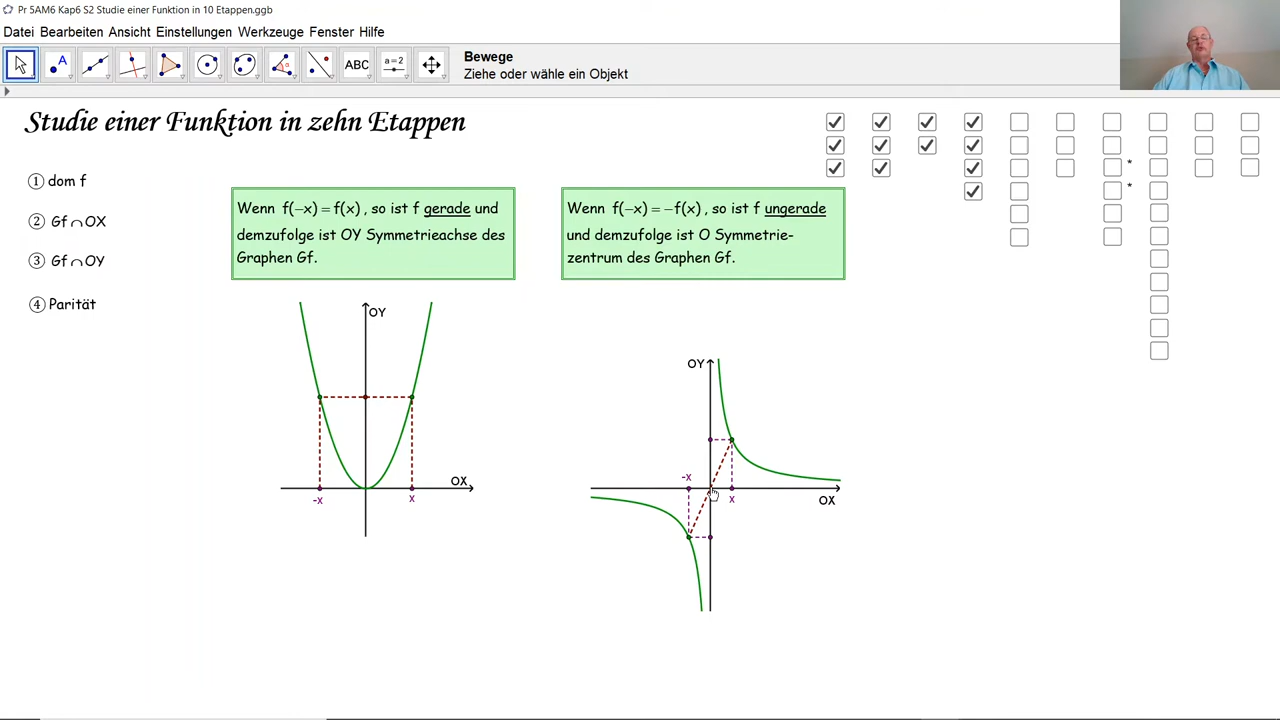 Pr 5AM6 Kap6 S2 Studie einer Funktion in 10 Etappen.ggb
Datei Bearbeiten Ansicht Einstellungen Werkzeuge Fenster Hilfe
A
ABC
a=2
Bewege
Ziehe oder wähle ein Objekt
Studie einer Funktion in zehn Etappen
① dom f
② Gf∩OX
③ Gf∩OY
④ Parität
Wenn f(−x)=f(x), so ist f gerade und
demzufolge ist OY Symmetrieachse des
Graphen Gf.
Wenn f(−x)=−f(x), so ist f ungerade
und demzufolge ist O Symmetrie-
zentrum des Graphen Gf.
*
*
OY
OX
-x
x
OY
-x
x
OX